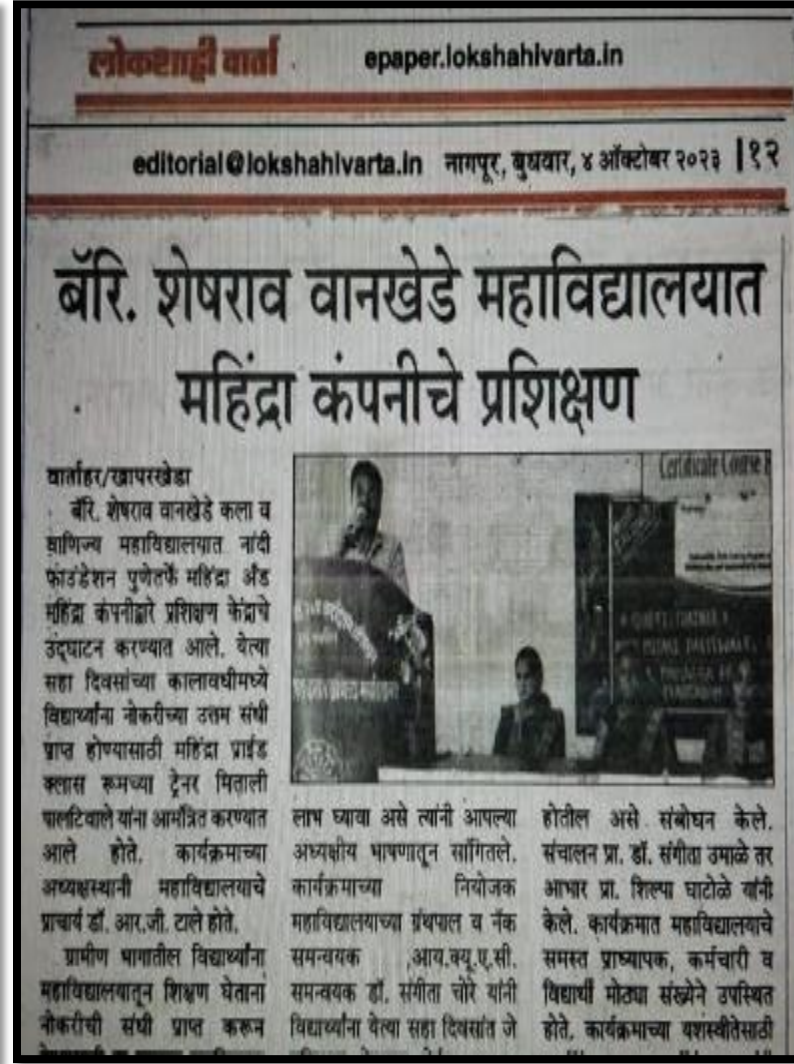 लोकशाही वार्ता
epaper.lokshahivarta.in
editorial@lokshahivarta.in नागपूर, बुधवार, ४ ऑक्टोबर २०२३ |१२
बॅरि. शेषराव वानखेडे महाविद्यालयात
महिंद्रा कंपनीचे प्रशिक्षण
वार्ताहर/खापरखेडा
बॅरि. शेषराव वानखेडे कला व
वाणिज्य महाविद्यालयात नांदी
फाउंडेशन पुणेतर्फे महिंद्रा अँड
महिंद्रा कंपनीद्वारे प्रशिक्षण केंद्राचे
उद्घाटन करण्यात आले. येत्या
सहा दिवसांच्या कालावधीमध्ये
विद्यार्थ्यांना नोकरीच्या उत्तम संधी
प्राप्त होण्यासाठी महिंद्रा प्राईड
क्लास रूमच्या ट्रेनर मिताली
पालटिवाले यांना आमंत्रित करण्यात
आले होते. कार्यक्रमाच्या
अध्यक्षस्थानी महाविद्यालयाचे
प्राचार्य डॉ. आर.जी. टाले होते.
ग्रामीण भागातील विद्यार्थ्यांना
महाविद्यालयातून शिक्षण घेताना
नोकरीची संधी प्राप्त करून
Certificate Course
लाभ घ्यावा असे त्यांनी आपल्या
अध्यक्षीय भाषणातून सांगितले.
कार्यक्रमाच्या नियोजक
महाविद्यालयाच्या ग्रंथपाल व नॅक
समन्वयक ,आय.क्यू.ए.सी.
समन्वयक डॉ. संगीता चोरे यांनी
विद्यार्थ्यांना येत्या सहा दिवसांत जे
होतील असे संबोधन केले.
संचालन प्रा. डॉ. संगीता उमाळे तर
आभार प्रा. शिल्पा घाटोळे यांनी
केले. कार्यक्रमात महाविद्यालयाचे
समस्त प्राध्यापक, कर्मचारी व
विद्यार्थी मोठ्या संख्येने उपस्थित
होते. कार्यक्रमाच्या यशस्वीतेसाठी